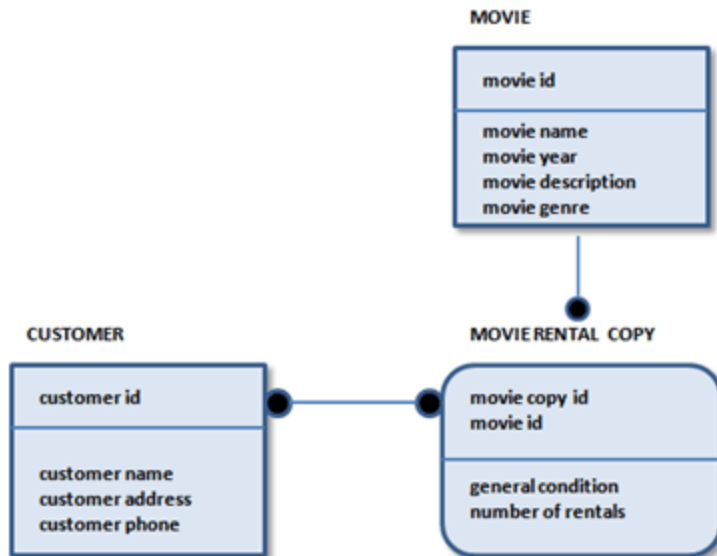 MOVIE
movie id
movie name
movie year
movie description
movie genre
CUSTOMER
customer id
customer name
customer address
customer phone
MOVIE RENTAL COPY
movie copy id
movie id
general condition
number of rentals